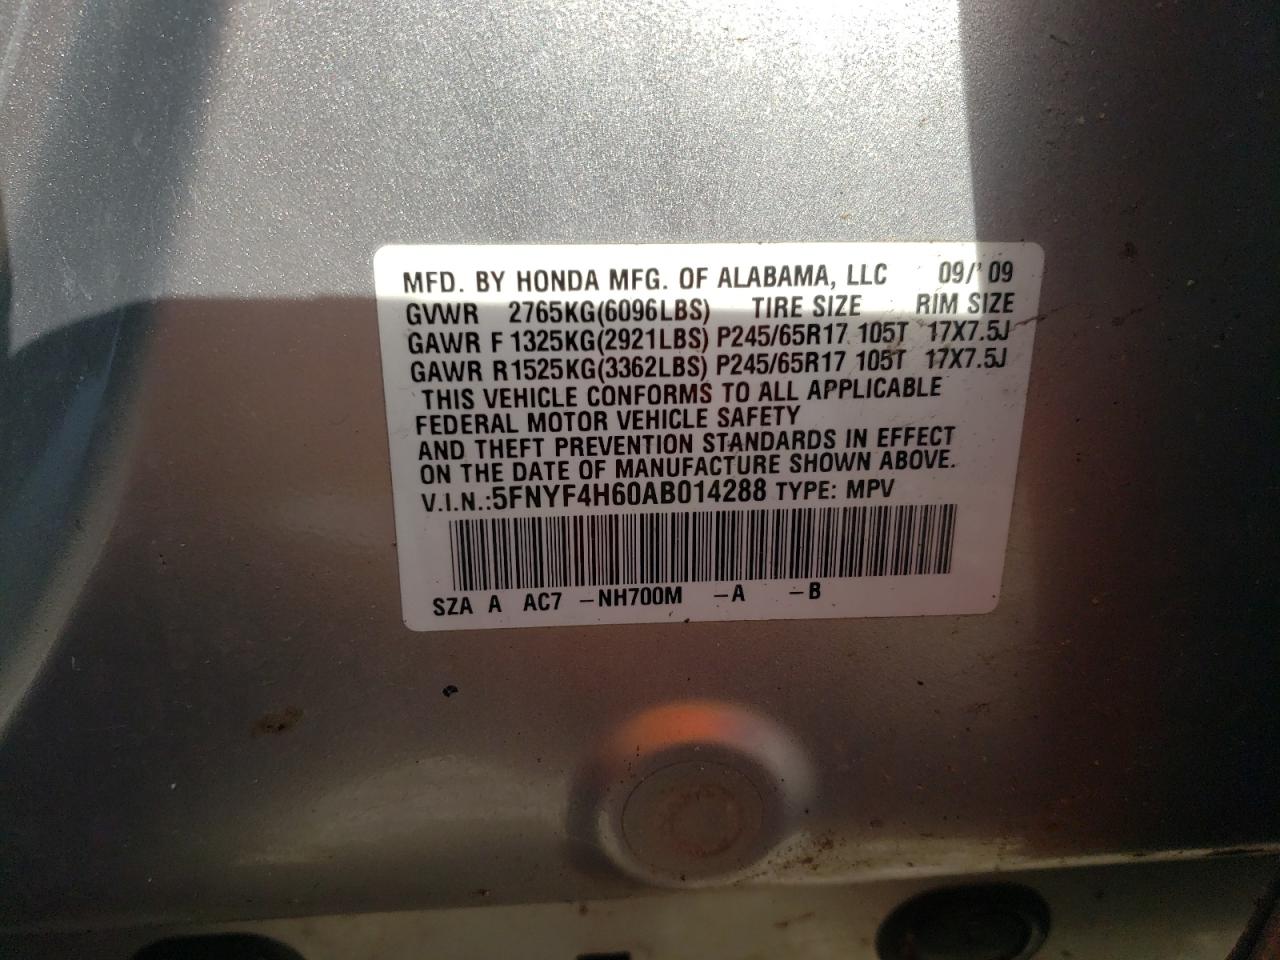 MFD. BY HONDA MFG. OF ALABAMA, LLC 09/'09
GVWR 2765KG(6096LBS) TIRE SIZE RIM SIZE
GAWR F 1325KG(2921LBS) P245/65R17 105T 17X7.5J
GAWR R1525KG(3362LBS) P245/65R17 105T 17X7.5J
THIS VEHICLE CONFORMS TO ALL APPLICABLE
FEDERAL MOTOR VEHICLE SAFETY
AND THEFT PREVENTION STANDARDS IN EFFECT
ON THE DATE OF MANUFACTURE SHOWN ABOVE.
V.I.N.:5FNYF4H60AB014288 TYPE: MPV
SZA A AC7 -NH700M -A -B